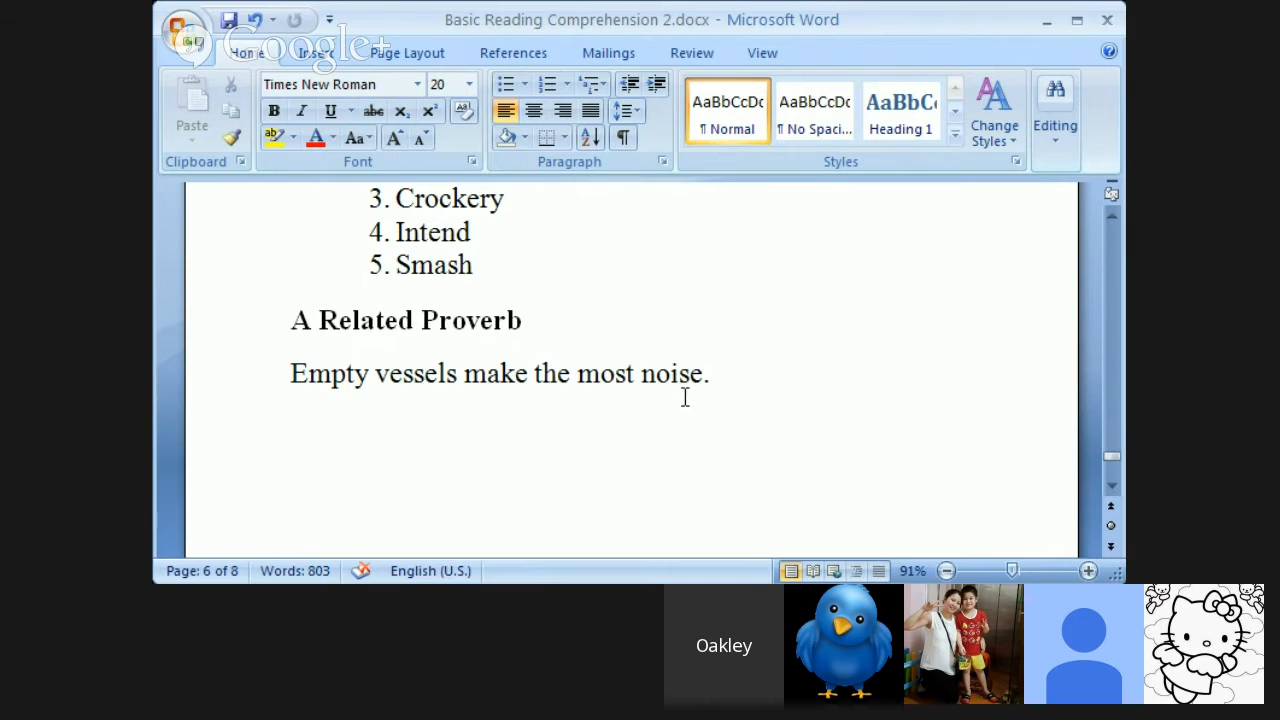 Basic Reading Comprehension 2.docx - Microsoft Word
Google+
Home Insert Page Layout References Mailings Review View
Times New Roman 20
AaBbCcDc AaBbCcDc AaBbC
Paste
¶ Normal ¶ No Spaci... Heading 1 Change Styles Editing
Clipboard Font Paragraph Styles
3. Crockery
4. Intend
5. Smash
A Related Proverb
Empty vessels make the most noise.
Page: 6 of 8 Words: 803 English (U.S.) 91%
Oakley